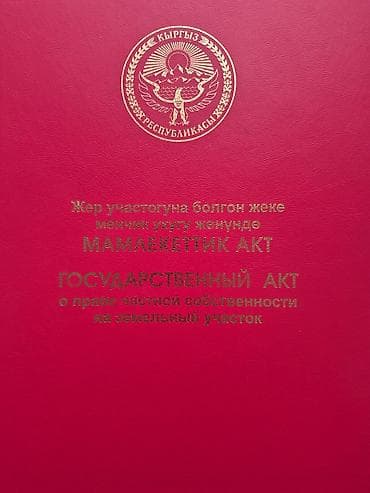 КЫРГЫЗ
РЕСПУБЛИКАСЫ
Жер участогуна болгон жеке
менчик укугу жөнүндө
МАМЛЕКЕТТИК АКТ
ГОСУДАРСТВЕННЫЙ АКТ
о праве частной собственности
на земельный участок